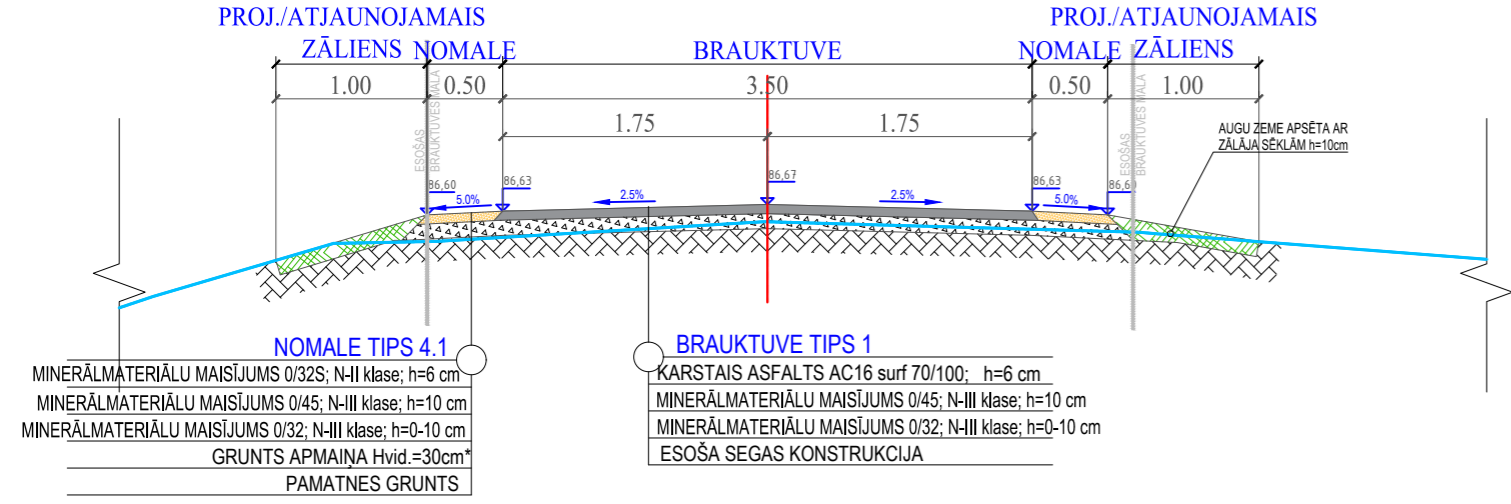 PROJ./ATJAUNOJAMAIS
ZĀLIENS
NOMALE
BRAUKTUVE
PROJ./ATJAUNOJAMAIS
NOMALE
ZĀLIENS
1.00
0.50
3.50
0.50
1.00
1.75
1.75
ESOŠAS
BRAUKTUVES MALA
ESOŠAS
BRAUKTUVES MALA
AUGU ZEME APSĒTA AR
ZĀLĀJA SĒKLĀM h=10cm
86,60
86,63
86,67
86,63
5.0%
2.5%
2.5%
5.0%
NOMALE TIPS 4.1
MINERĀLMATERIĀLU MAISĪJUMS 0/32S; N-II klase; h=6 cm
MINERĀLMATERIĀLU MAISĪJUMS 0/45; N-III klase; h=10 cm
MINERĀLMATERIĀLU MAISĪJUMS 0/32; N-III klase; h=0-10 cm
GRUNTS APMAIŅA Hvid.=30cm*
PAMATNES GRUNTS
BRAUKTUVE TIPS 1
KARSTAIS ASFALTS AC16 surf 70/100; h=6 cm
MINERĀLMATERIĀLU MAISĪJUMS 0/45; N-III klase; h=10 cm
MINERĀLMATERIĀLU MAISĪJUMS 0/32; N-III klase; h=0-10 cm
ESOŠA SEGAS KONSTRUKCIJA